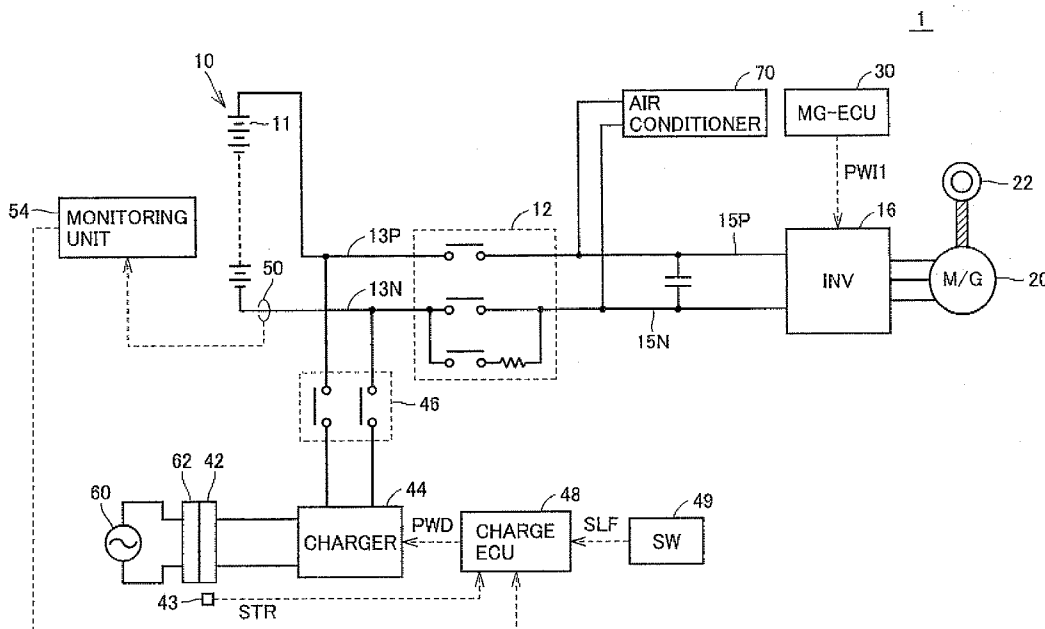 1
10
11
70
AIR
CONDITIONER
30
MG-ECU
PWI1
22
54
MONITORING
UNIT
50
13P
13N
12
15P
15N
16
INV
M/G
20
46
60
62
42
44
CHARGER
PWD
48
CHARGE
ECU
SLF
49
SW
43
STR